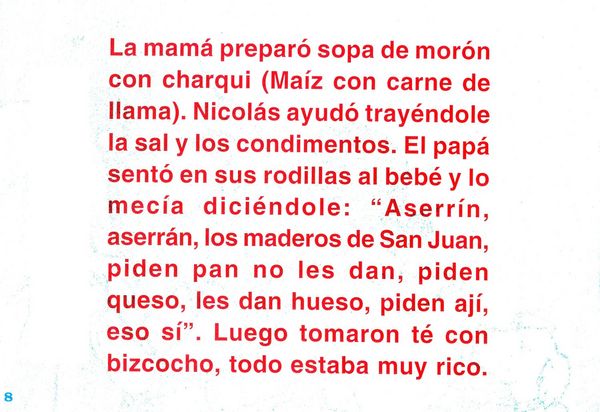 La mamá preparó sopa de morón
con charqui (Maíz con carne de
llama). Nicolás ayudó trayéndole
la sal y los condimentos. El papá
sentó en sus rodillas al bebé y lo
mecía diciéndole: “Aserrín,
aserrán, los maderos de San Juan,
piden pan no les dan, piden
queso, les dan hueso, piden ají,
eso sí”. Luego tomaron té con
bizcocho, todo estaba muy rico.
8